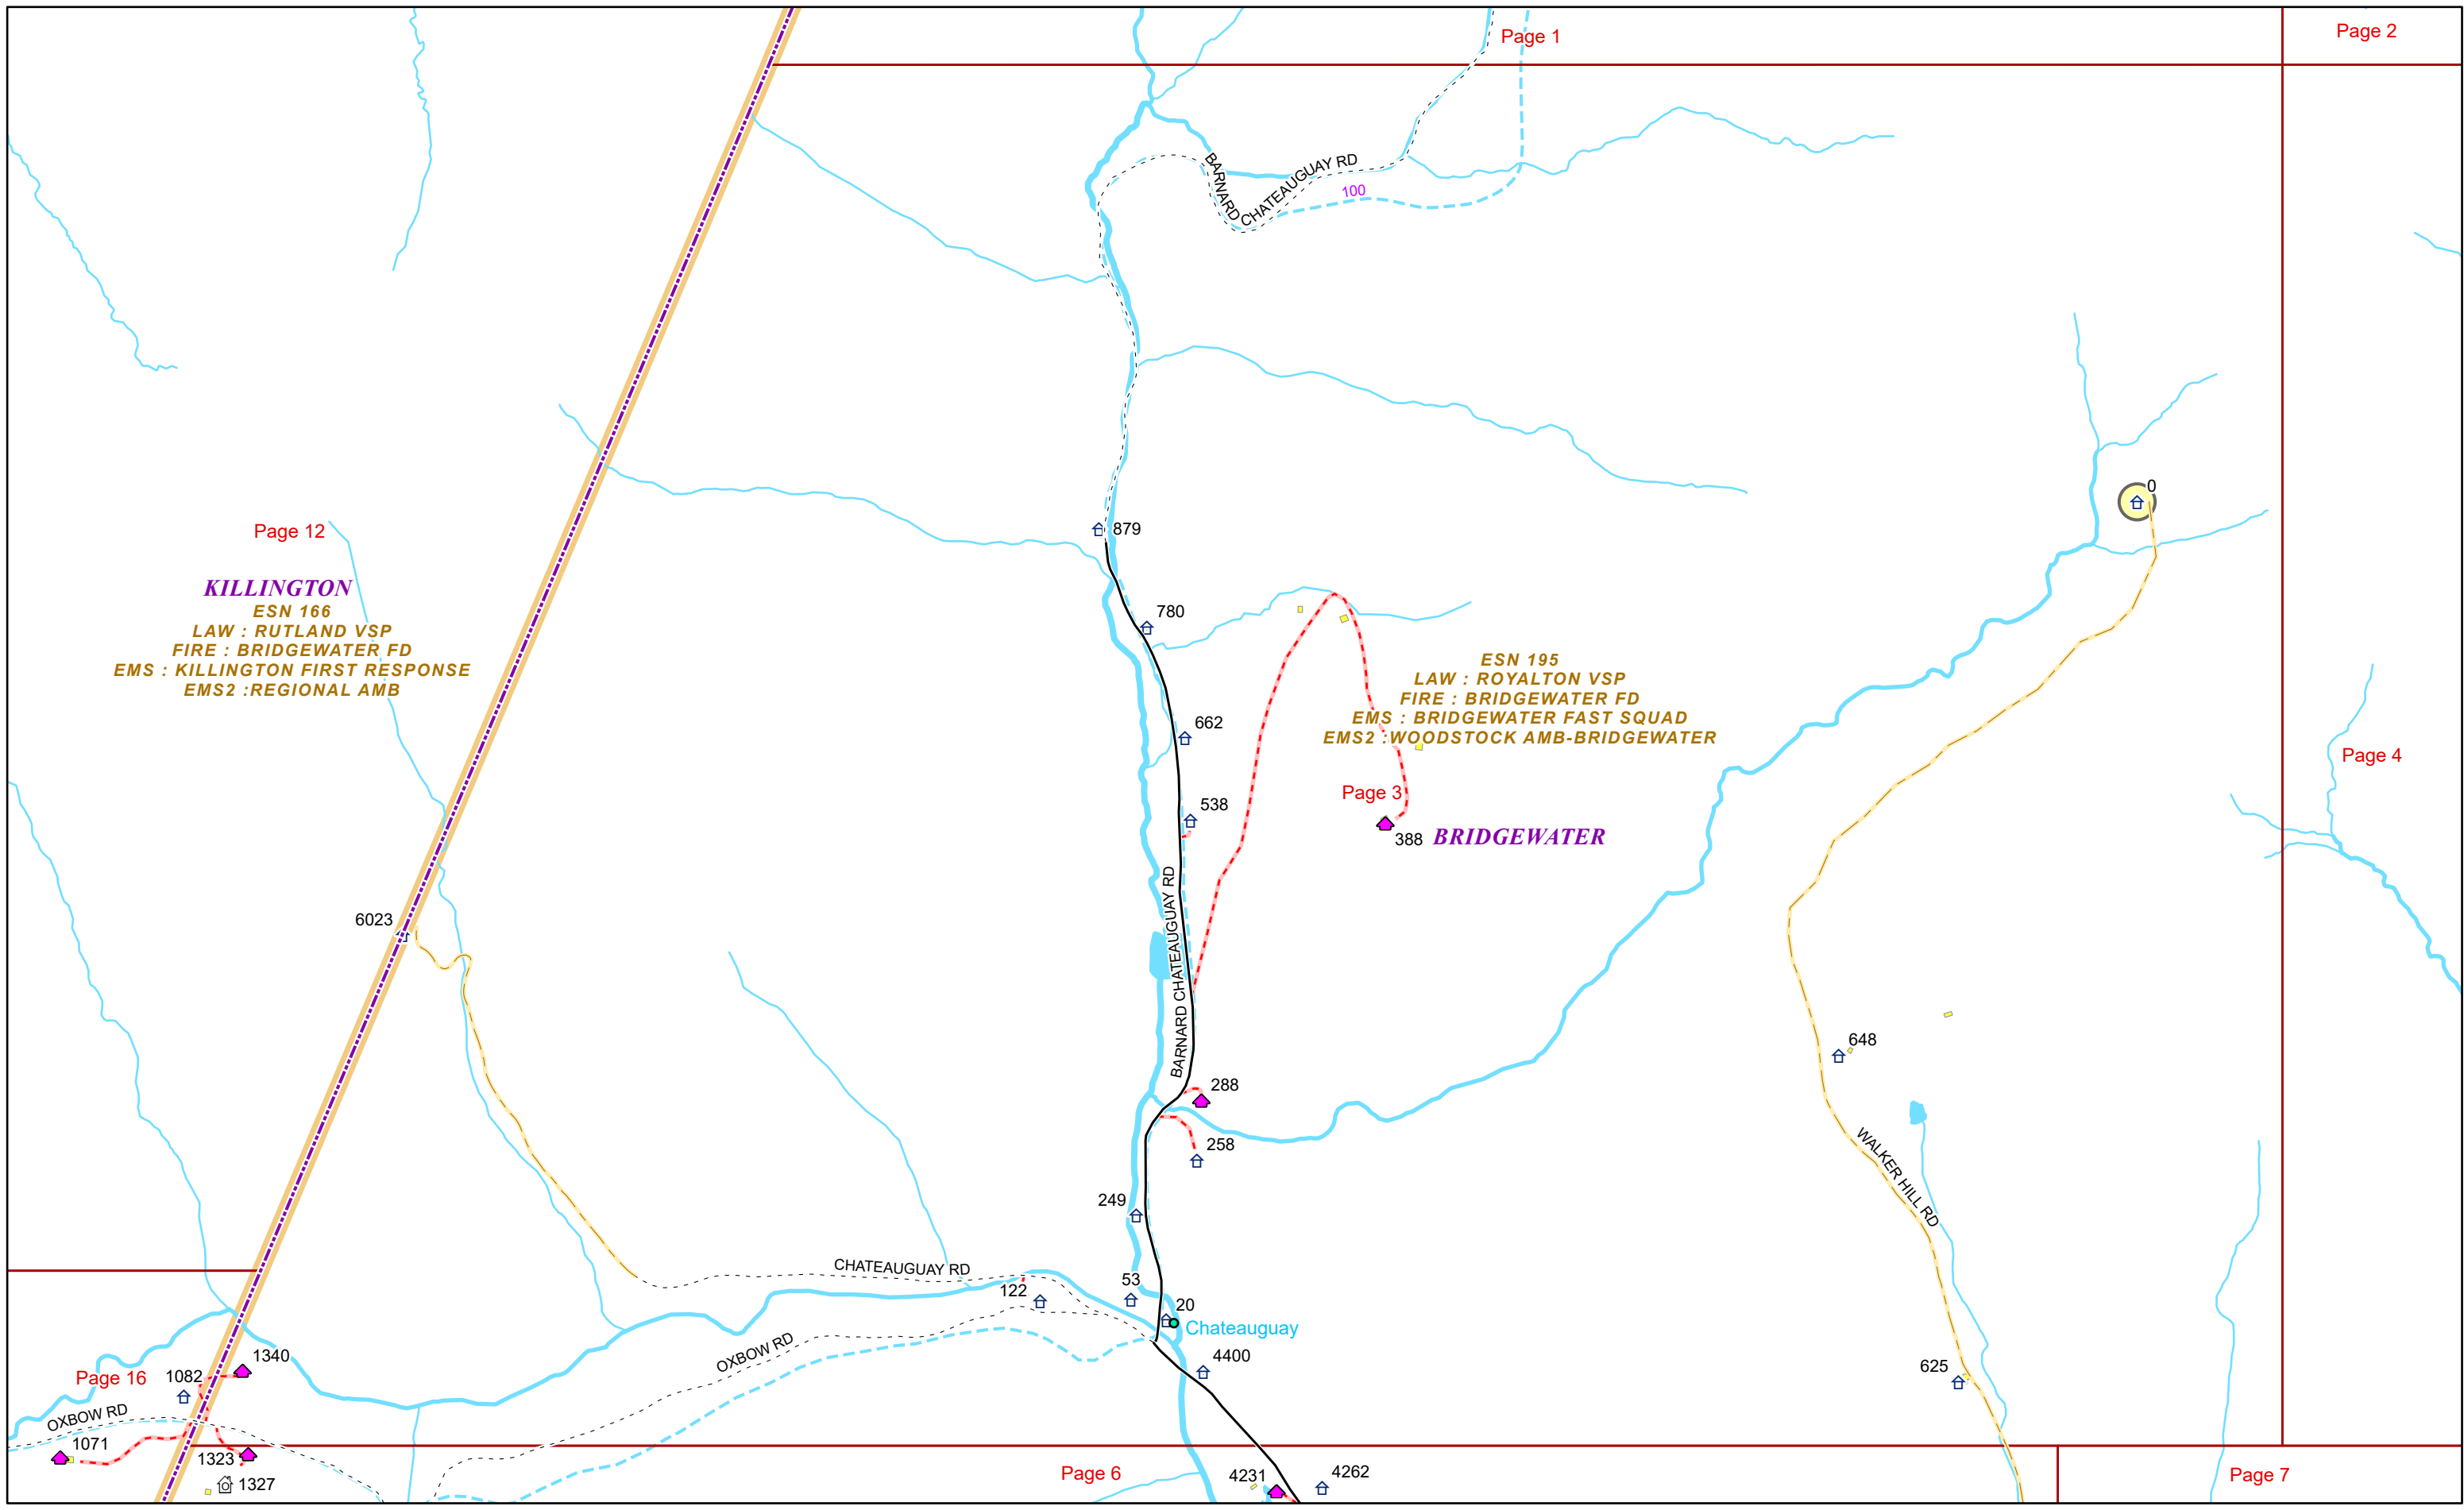 Page 1
Page 2
BARNARD CHATEAUGUAY RD
100
0
879
Page 12
KILLINGTON
ESN 166
LAW : RUTLAND VSP
FIRE : BRIDGEWATER FD
EMS : KILLINGTON FIRST RESPONSE
EMS2 :REGIONAL AMB
780
ESN 195
LAW : ROYALTON VSP
FIRE : BRIDGEWATER FD
EMS : BRIDGEWATER FAST SQUAD
EMS2 :WOODSTOCK AMB-BRIDGEWATER
662
Page 4
Page 3
538
388
BRIDGEWATER
6023
BARNARD CHATEAUGUAY RD
648
288
258
WALKER HILL RD
249
CHATEAUGUAY RD
122
53
20
Chateauguay
OXBOW RD
4400
1340
1082
Page 16
625
OXBOW RD
1071
1323
1327
Page 6
4231
4262
Page 7